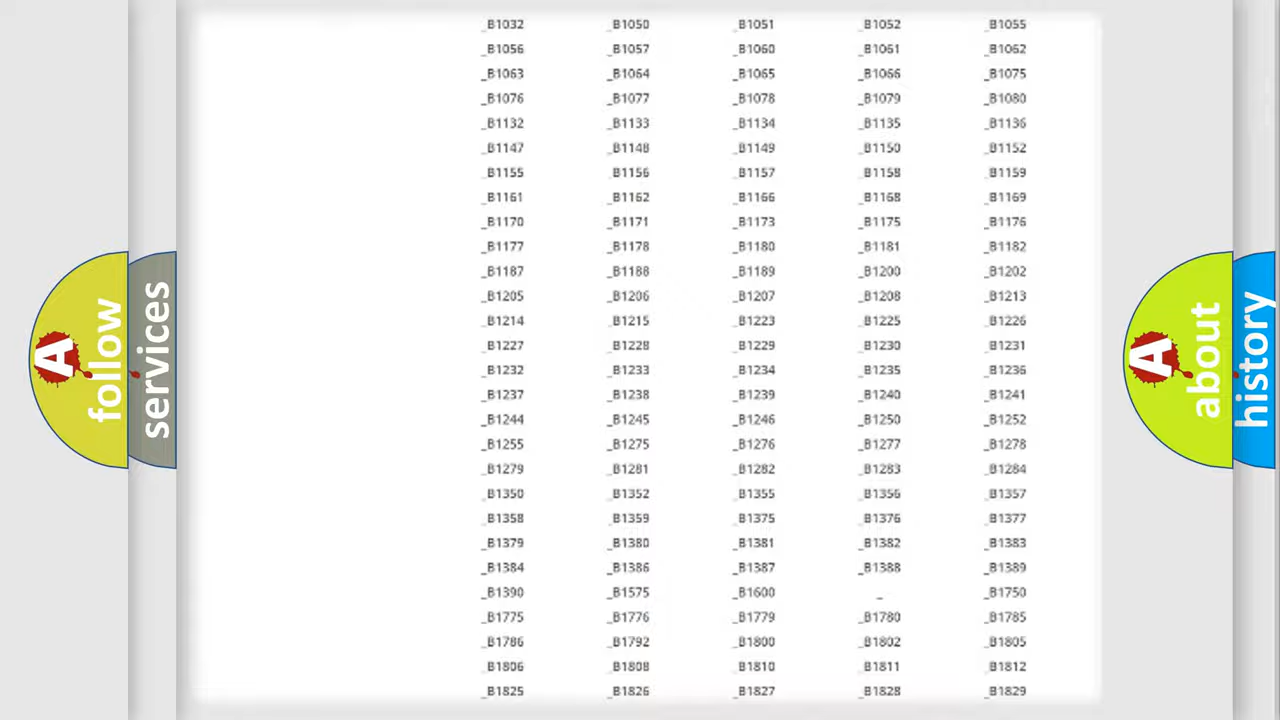 _B1032 _B1050 _B1051 _B1052 _B1055
_B1056 _B1057 _B1060 _B1061 _B1062
_B1063 _B1064 _B1065 _B1066 _B1075
_B1076 _B1077 _B1078 _B1079 _B1080
_B1132 _B1133 _B1134 _B1135 _B1136
_B1147 _B1148 _B1149 _B1150 _B1152
_B1155 _B1156 _B1157 _B1158 _B1159
_B1161 _B1162 _B1166 _B1168 _B1169
_B1170 _B1171 _B1173 _B1175 _B1176
_B1177 _B1178 _B1180 _B1181 _B1182
_B1187 _B1188 _B1189 _B1200 _B1202
_B1205 _B1206 _B1207 _B1208 _B1213
_B1214 _B1215 _B1223 _B1225 _B1226
_B1227 _B1228 _B1229 _B1230 _B1231
_B1232 _B1233 _B1234 _B1235 _B1236
_B1237 _B1238 _B1239 _B1240 _B1241
_B1244 _B1245 _B1246 _B1250 _B1252
_B1255 _B1275 _B1276 _B1277 _B1278
_B1279 _B1281 _B1282 _B1283 _B1284
_B1350 _B1352 _B1355 _B1356 _B1357
_B1358 _B1359 _B1375 _B1376 _B1377
_B1379 _B1380 _B1381 _B1382 _B1383
_B1384 _B1386 _B1387 _B1388 _B1389
_B1390 _B1575 _B1600 _ _B1750
_B1775 _B1776 _B1779 _B1780 _B1785
_B1786 _B1792 _B1800 _B1802 _B1805
_B1806 _B1808 _B1810 _B1811 _B1812
_B1825 _B1826 _B1827 _B1828 _B1829
A
follow
services
A
about
history